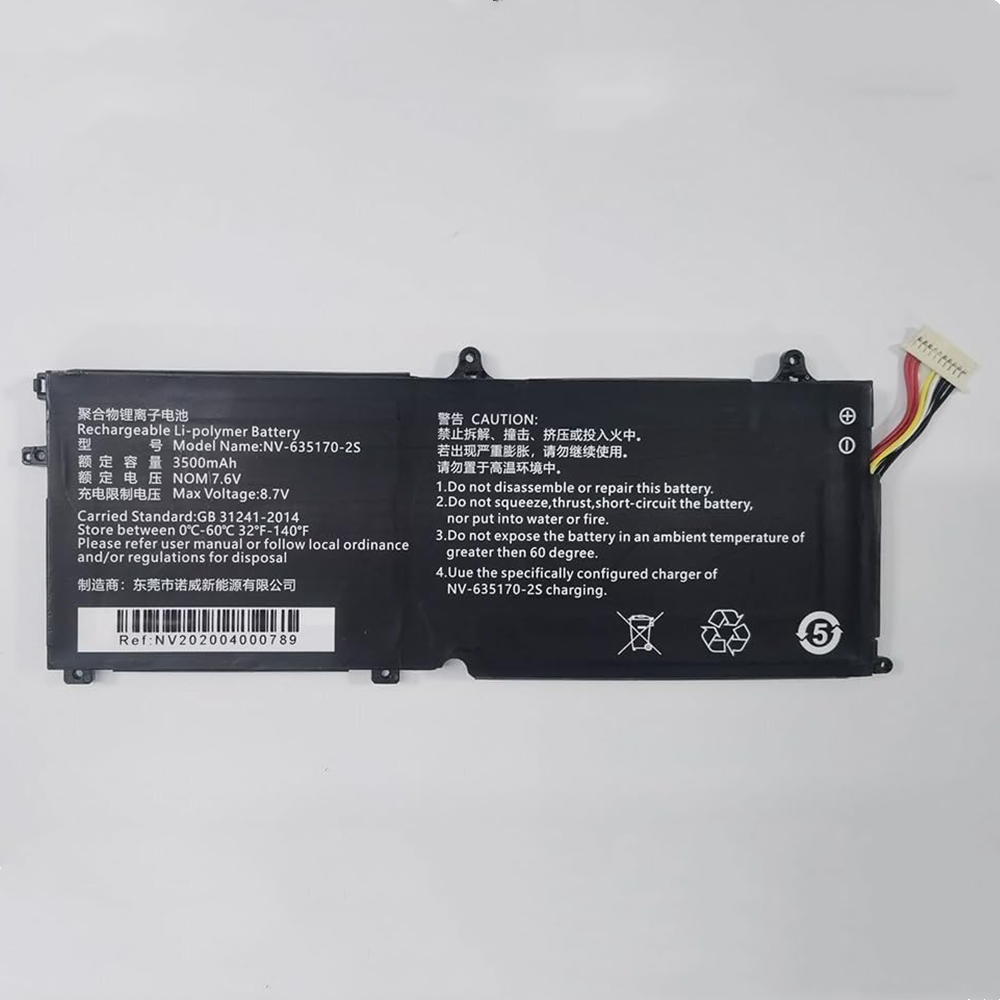 聚合物锂离子电池
Rechargeable Li-polymer Battery
型 号 Model Name:NV-635170-2S
额 定 容 量 3500mAh
额 定 电 压 NOM 7.6V
充电限制电压 Max Voltage:8.7V
Carried Standard:GB 31241-2014
Store between 0℃-60℃ 32°F-140°F
Please refer user manual or follow local ordinance
and/or regulations for disposal
制造商：东莞市诺威新能源有限公司
Ref:NV202004000789
警告 CAUTION:
禁止拆解、撞击、挤压或投入火中。
若出现严重膨胀，请勿继续使用。
请勿置于高温环境中。
1.Do not disassemble or repair this battery.
2.Do not squeeze,thrust,short-circuit the battery,
nor put into water or fire.
3.Do not expose the battery in an ambient temperature of
greater then 60 degree.
4.Uue the specifically configured charger of
NV-635170-2S charging.
5